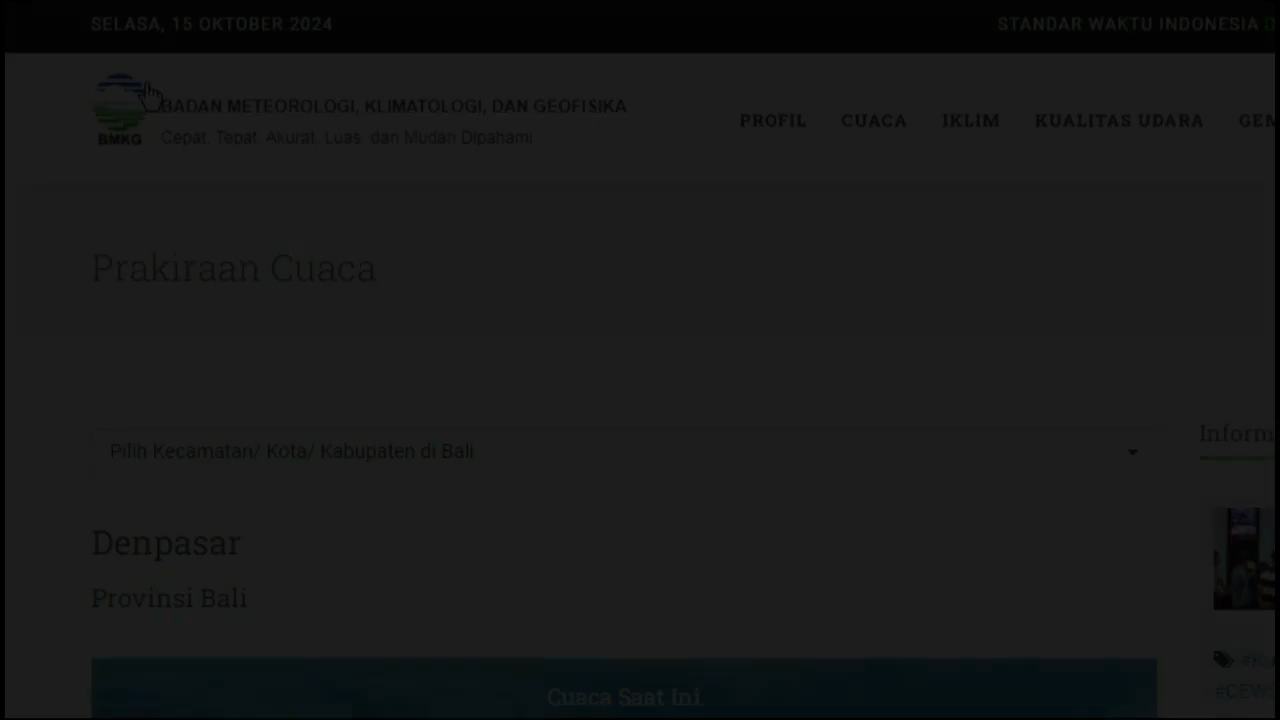 SELASA, 15 OKTOBER 2024
STANDAR WAKTU INDONESIA
BMKG
BADAN METEOROLOGI, KLIMATOLOGI, DAN GEOFISIKA
Cepat, Tepat, Akurat, Luas, dan Mudah Dipahami
PROFIL CUACA IKLIM KUALITAS UDARA GEM
Prakiraan Cuaca
Pilih Kecamatan/ Kota/ Kabupaten di Bali
Inform
Denpasar
Provinsi Bali
Cuaca Saat Ini